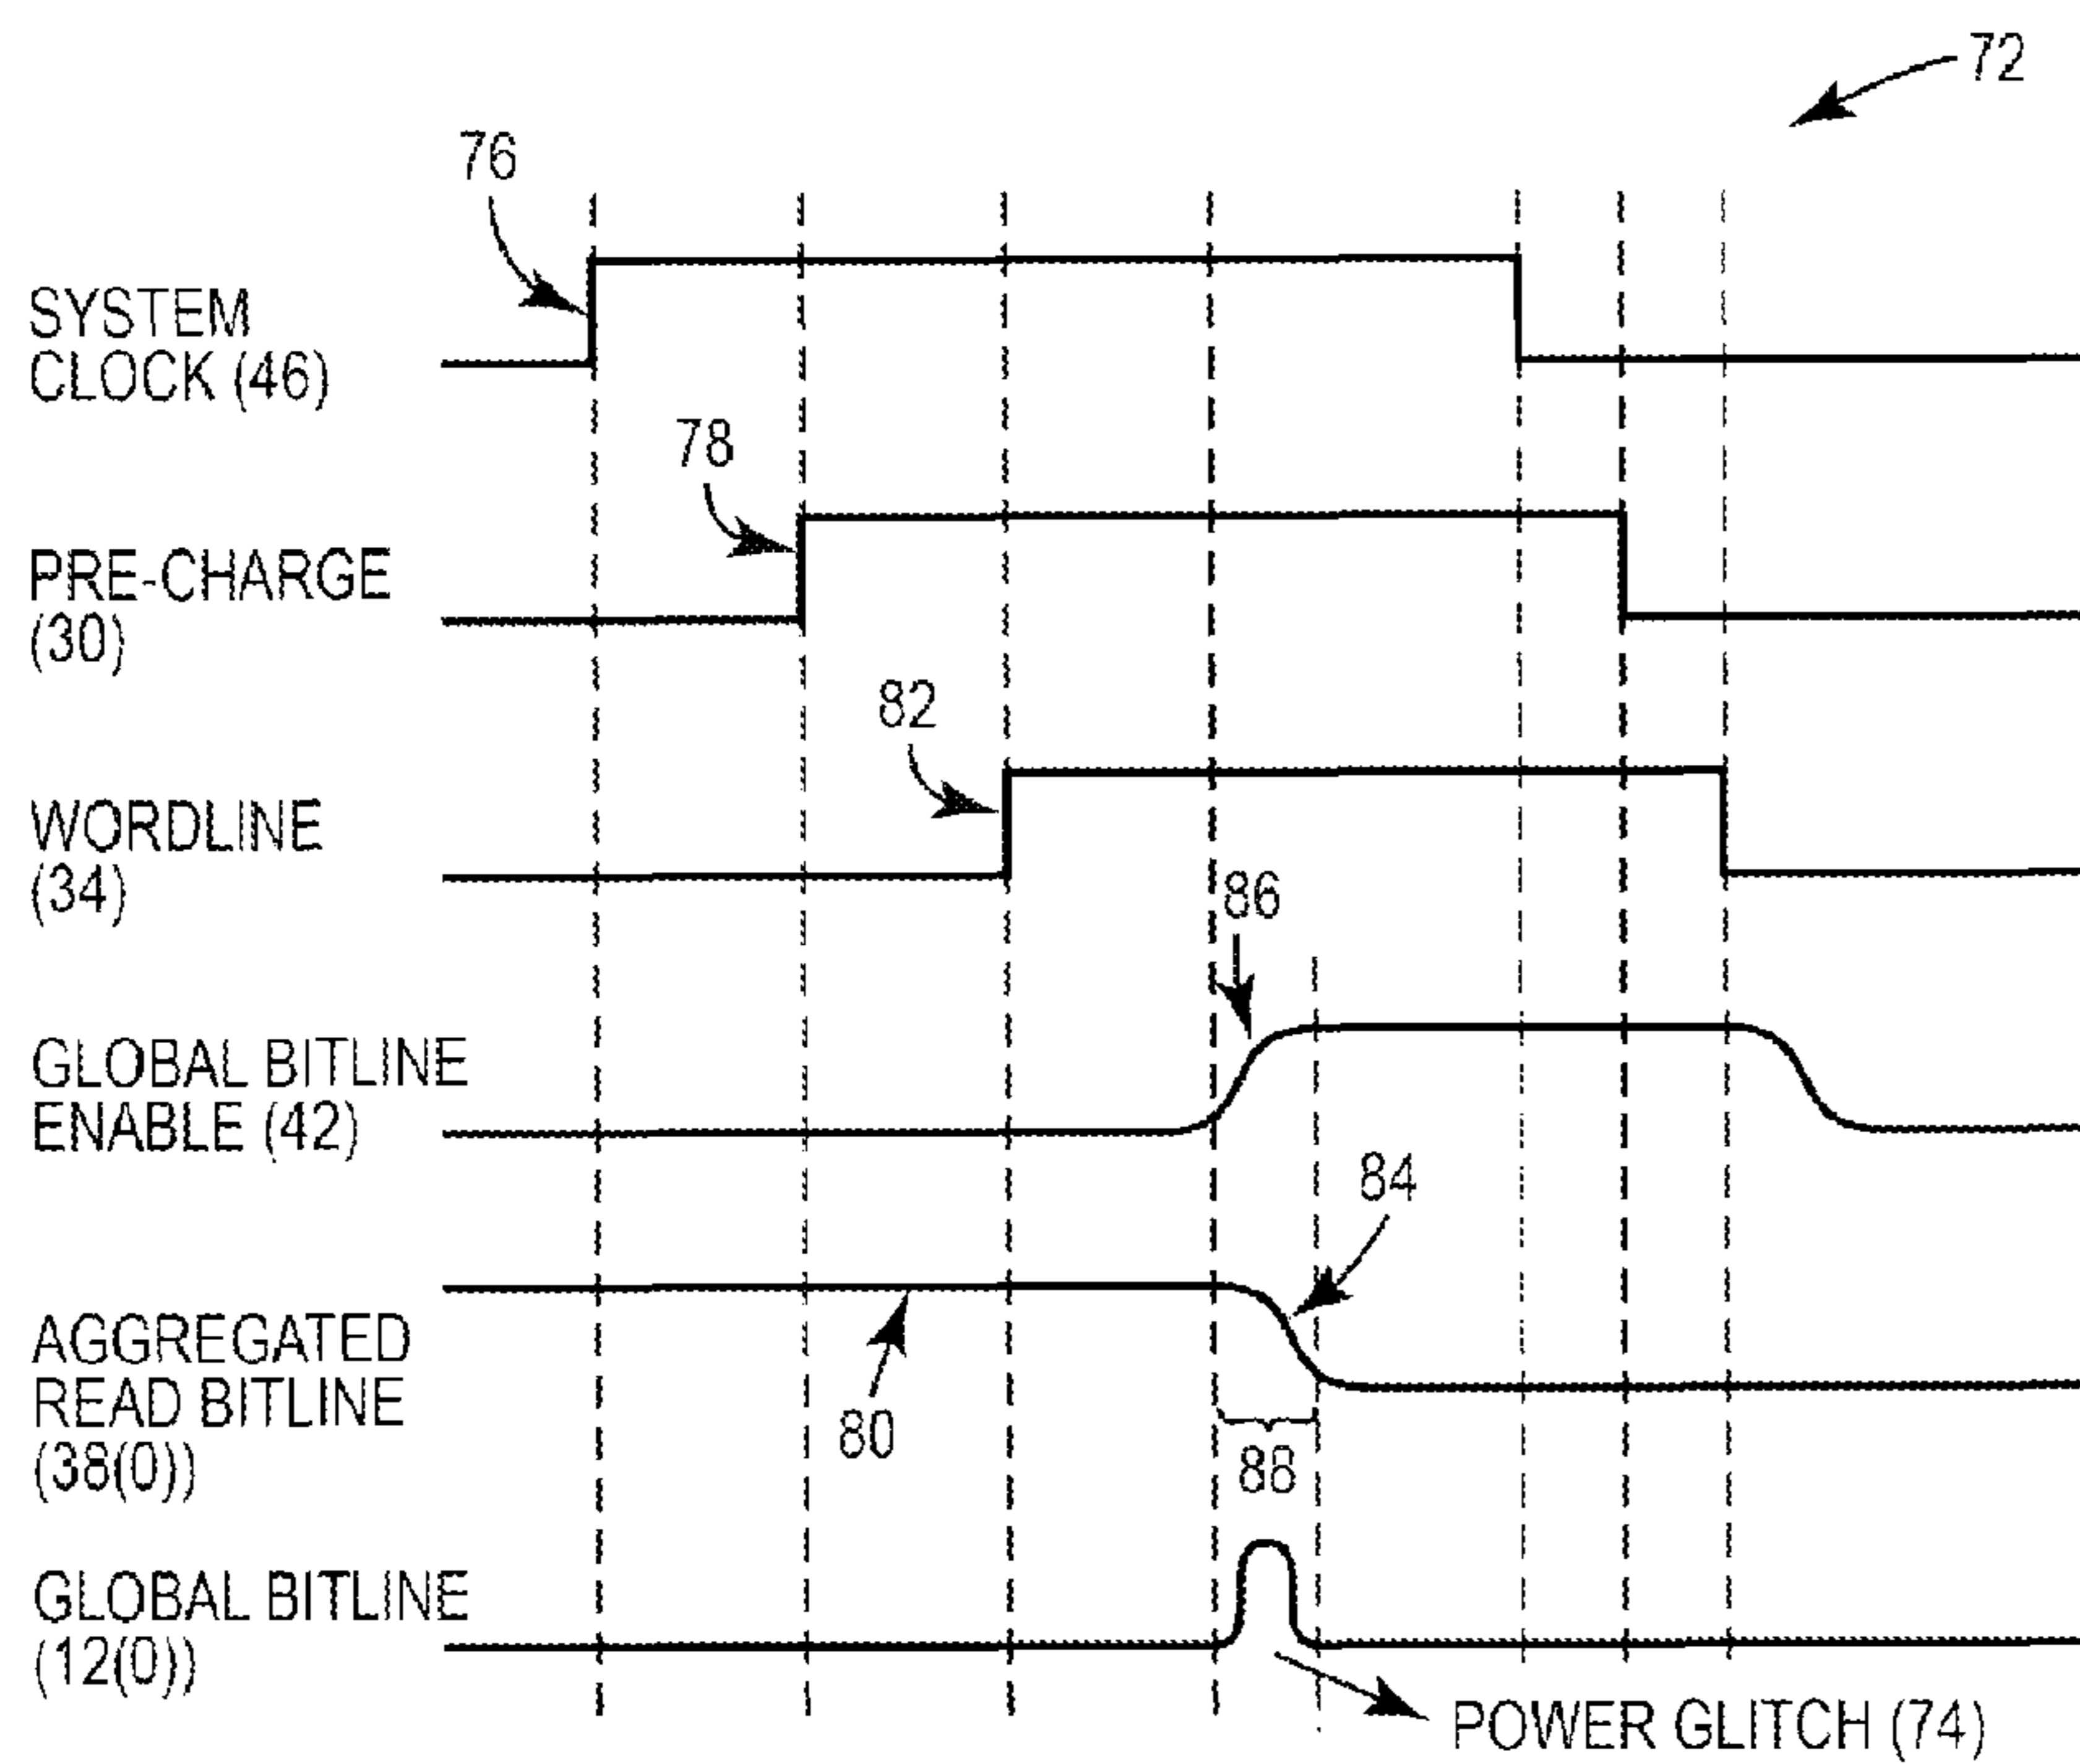 72
76
SYSTEM
CLOCK (46)
78
PRE-CHARGE
(30)
82
WORDLINE
(34)
86
GLOBAL BITLINE
ENABLE (42)
84
AGGREGATED
READ BITLINE
(38(0))
80
88
GLOBAL BITLINE
(12(0))
POWER GLITCH (74)